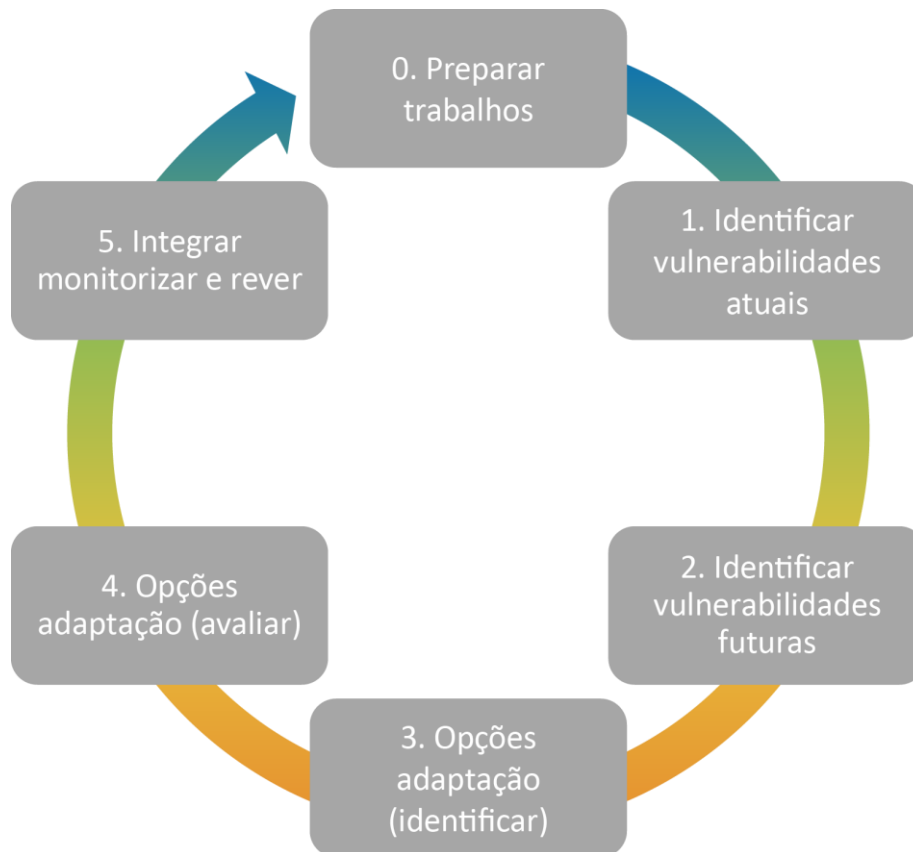 0. Preparar
trabalhos
1. Identificar
vulnerabilidades
atuais
2. Identificar
vulnerabilidades
futuras
3. Opções
adaptação
(identificar)
4. Opções
adaptação (avaliar)
5. Integrar
monitorizar e rever